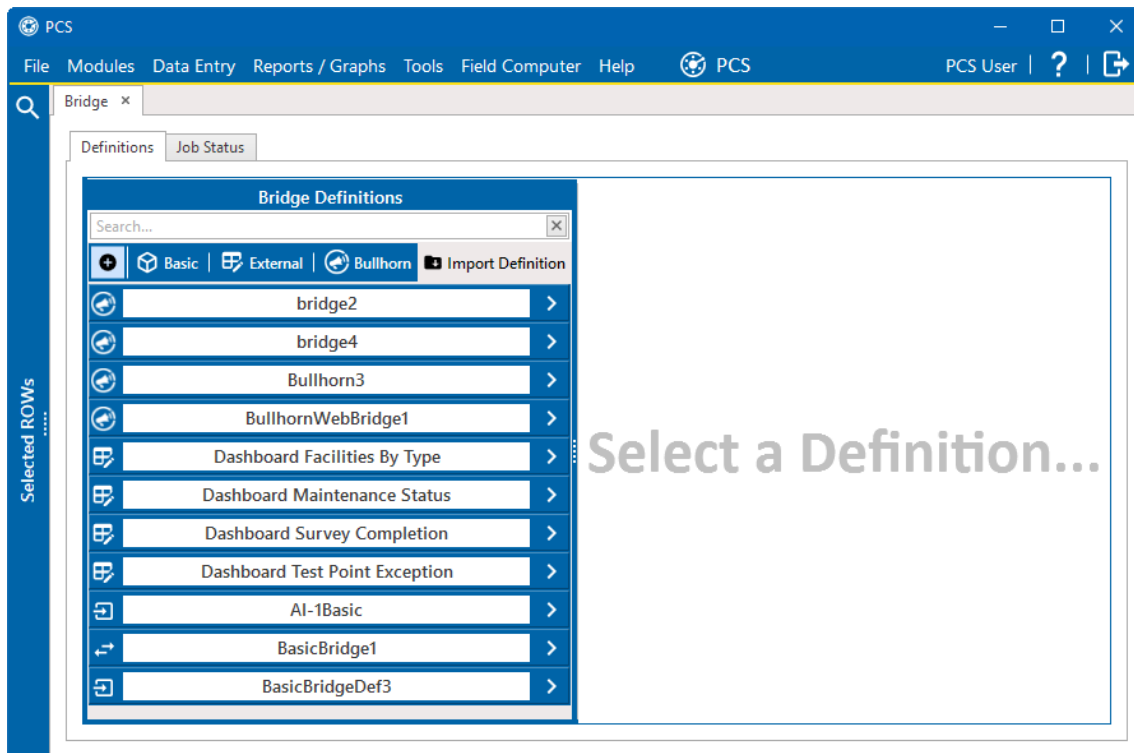 PCS
File Modules Data Entry Reports / Graphs Tools Field Computer Help PCS PCS User | ? |
Bridge ×
Definitions Job Status
Bridge Definitions
Search...
Basic | External | Bullhorn Import Definition
bridge2
bridge4
Bullhorn3
BullhornWebBridge1
Dashboard Facilities By Type
Dashboard Maintenance Status
Dashboard Survey Completion
Dashboard Test Point Exception
AI-1Basic
BasicBridge1
BasicBridgeDef3
Selected ROWs
Select a Definition...